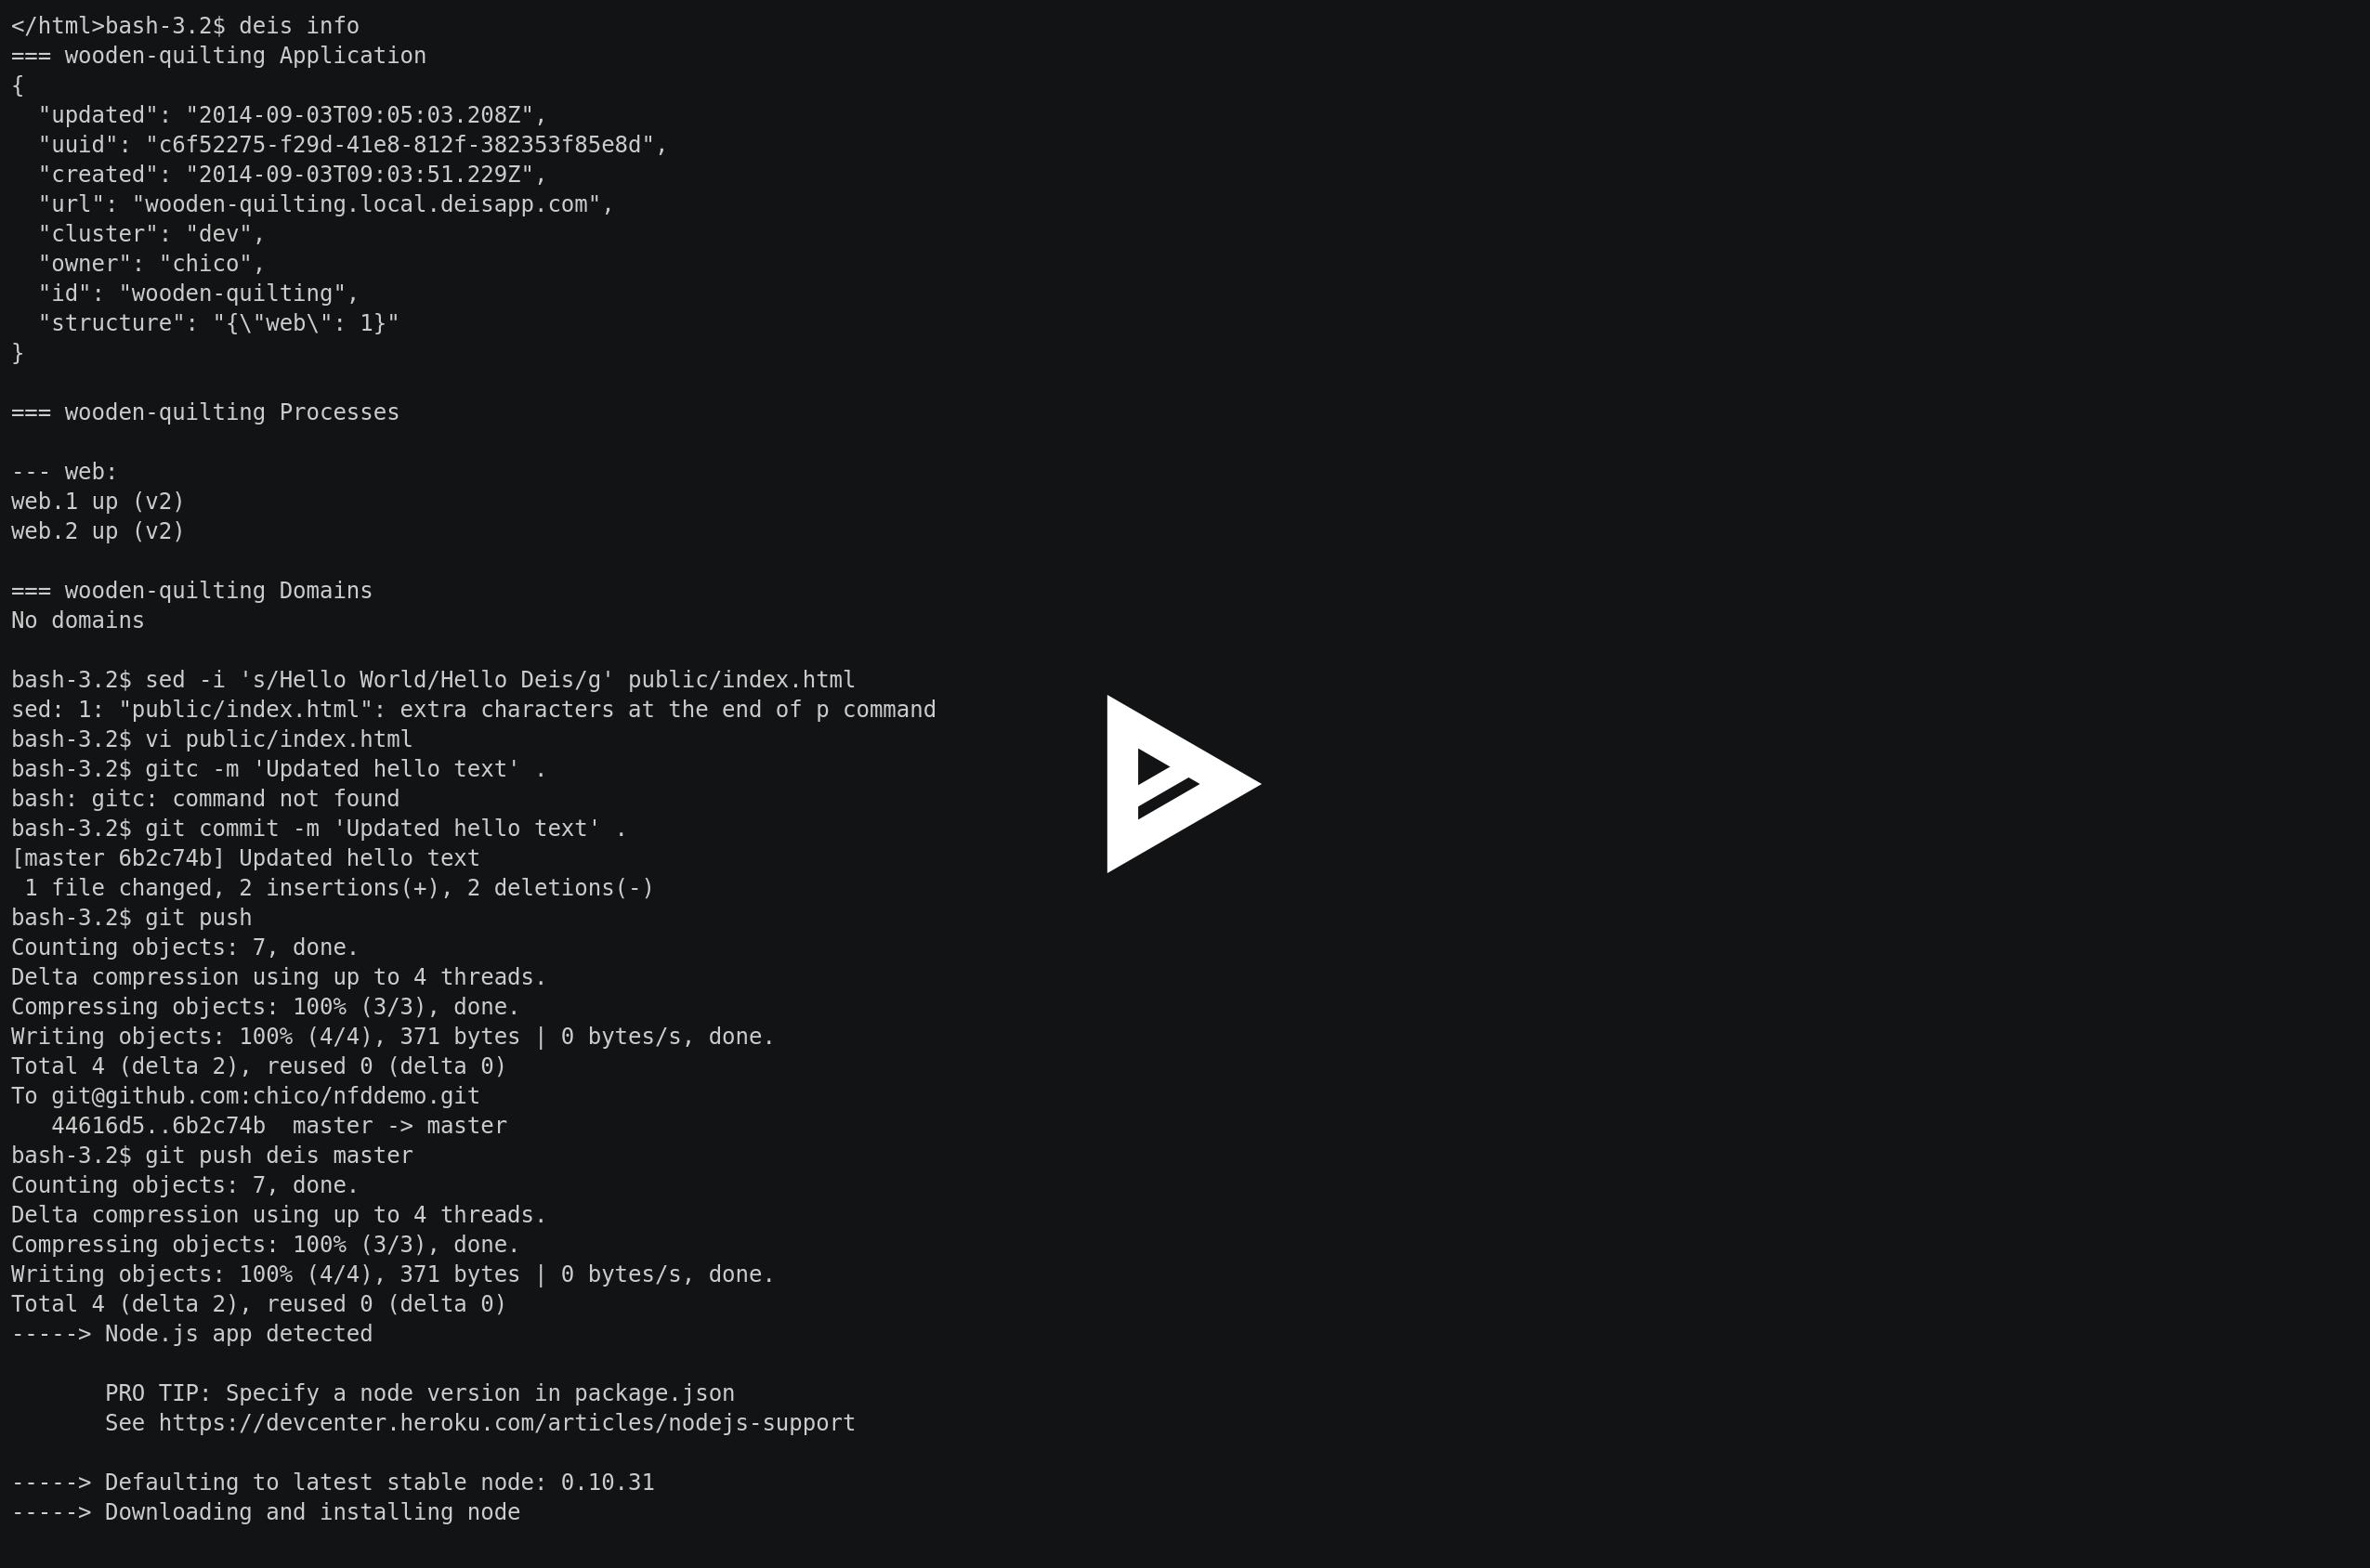 </html>bash-3.2$ deis info
=== wooden-quilting Application
{
  "updated": "2014-09-03T09:05:03.208Z",
  "uuid": "c6f52275-f29d-41e8-812f-382353f85e8d",
  "created": "2014-09-03T09:03:51.229Z",
  "url": "wooden-quilting.local.deisapp.com",
  "cluster": "dev",
  "owner": "chico",
  "id": "wooden-quilting",
  "structure": "{\"web\": 1}"
}

=== wooden-quilting Processes

--- web:
web.1 up (v2)
web.2 up (v2)

=== wooden-quilting Domains
No domains

bash-3.2$ sed -i 's/Hello World/Hello Deis/g' public/index.html
sed: 1: "public/index.html": extra characters at the end of p command
bash-3.2$ vi public/index.html
bash-3.2$ gitc -m 'Updated hello text' .
bash: gitc: command not found
bash-3.2$ git commit -m 'Updated hello text' .
[master 6b2c74b] Updated hello text
 1 file changed, 2 insertions(+), 2 deletions(-)
bash-3.2$ git push
Counting objects: 7, done.
Delta compression using up to 4 threads.
Compressing objects: 100% (3/3), done.
Writing objects: 100% (4/4), 371 bytes | 0 bytes/s, done.
Total 4 (delta 2), reused 0 (delta 0)
To git@github.com:chico/nfddemo.git
   44616d5..6b2c74b  master -> master
bash-3.2$ git push deis master
Counting objects: 7, done.
Delta compression using up to 4 threads.
Compressing objects: 100% (3/3), done.
Writing objects: 100% (4/4), 371 bytes | 0 bytes/s, done.
Total 4 (delta 2), reused 0 (delta 0)
-----> Node.js app detected

       PRO TIP: Specify a node version in package.json
       See https://devcenter.heroku.com/articles/nodejs-support

-----> Defaulting to latest stable node: 0.10.31
-----> Downloading and installing node